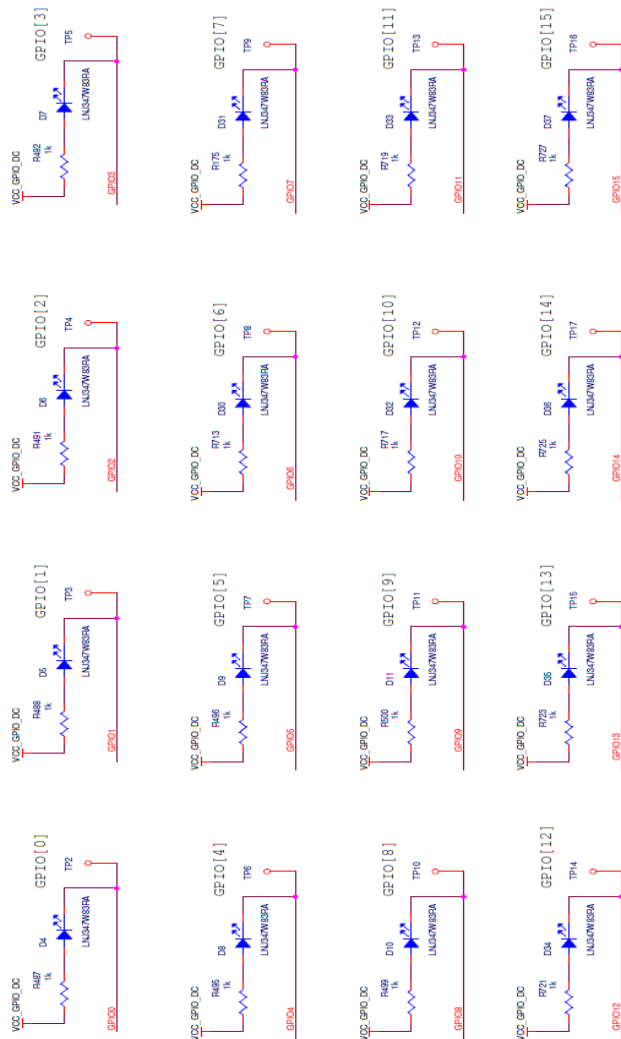 VCC_GPIO_DC
GPIO[0]
R487
1k
D4
LNJ347W83RA
TP2
GPIO0
VCC_GPIO_DC
GPIO[1]
R488
1k
D5
LNJ347W83RA
TP3
GPIO1
VCC_GPIO_DC
GPIO[2]
R491
1k
D6
LNJ347W83RA
TP4
GPIO2
VCC_GPIO_DC
GPIO[3]
R492
1k
D7
LNJ347W83RA
TP5
GPIO3
VCC_GPIO_DC
GPIO[4]
R495
1k
D8
LNJ347W83RA
TP6
GPIO4
VCC_GPIO_DC
GPIO[5]
R496
1k
D9
LNJ347W83RA
TP7
GPIO5
VCC_GPIO_DC
GPIO[6]
R713
1k
D30
LNJ347W83RA
TP8
GPIO6
VCC_GPIO_DC
GPIO[7]
R175
1k
D31
LNJ347W83RA
TP9
GPIO7
VCC_GPIO_DC
GPIO[8]
R499
1k
D10
LNJ347W83RA
TP10
GPIO8
VCC_GPIO_DC
GPIO[9]
R500
1k
D11
LNJ347W83RA
TP11
GPIO9
VCC_GPIO_DC
GPIO[10]
R717
1k
D32
LNJ347W83RA
TP12
GPIO10
VCC_GPIO_DC
GPIO[11]
R719
1k
D33
LNJ347W83RA
TP13
GPIO11
VCC_GPIO_DC
GPIO[12]
R721
1k
D34
LNJ347W83RA
TP14
GPIO12
VCC_GPIO_DC
GPIO[13]
R723
1k
D35
LNJ347W83RA
TP15
GPIO13
VCC_GPIO_DC
GPIO[14]
R725
1k
D36
LNJ347W83RA
TP17
GPIO14
VCC_GPIO_DC
GPIO[15]
R727
1k
D37
LNJ347W83RA
TP16
GPIO15